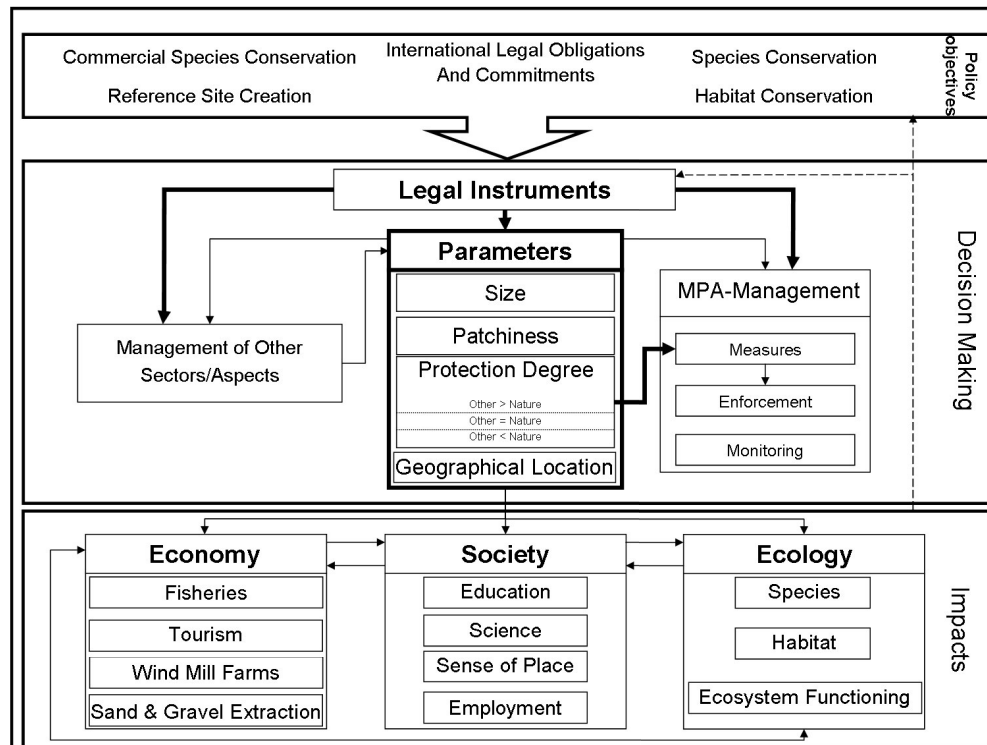 Commercial Species Conservation
International Legal Obligations
And Commitments
Species Conservation
Reference Site Creation
Habitat Conservation
Policy
objectives
Legal Instruments
Parameters
Size
Patchiness
Protection Degree
Other > Nature
Other = Nature
Other < Nature
Geographical Location
Management of Other
Sectors/Aspects
MPA-Management
Measures
Enforcement
Monitoring
Decision Making
Economy
Fisheries
Tourism
Wind Mill Farms
Sand & Gravel Extraction
Society
Education
Science
Sense of Place
Employment
Ecology
Species
Habitat
Ecosystem Functioning
Impacts